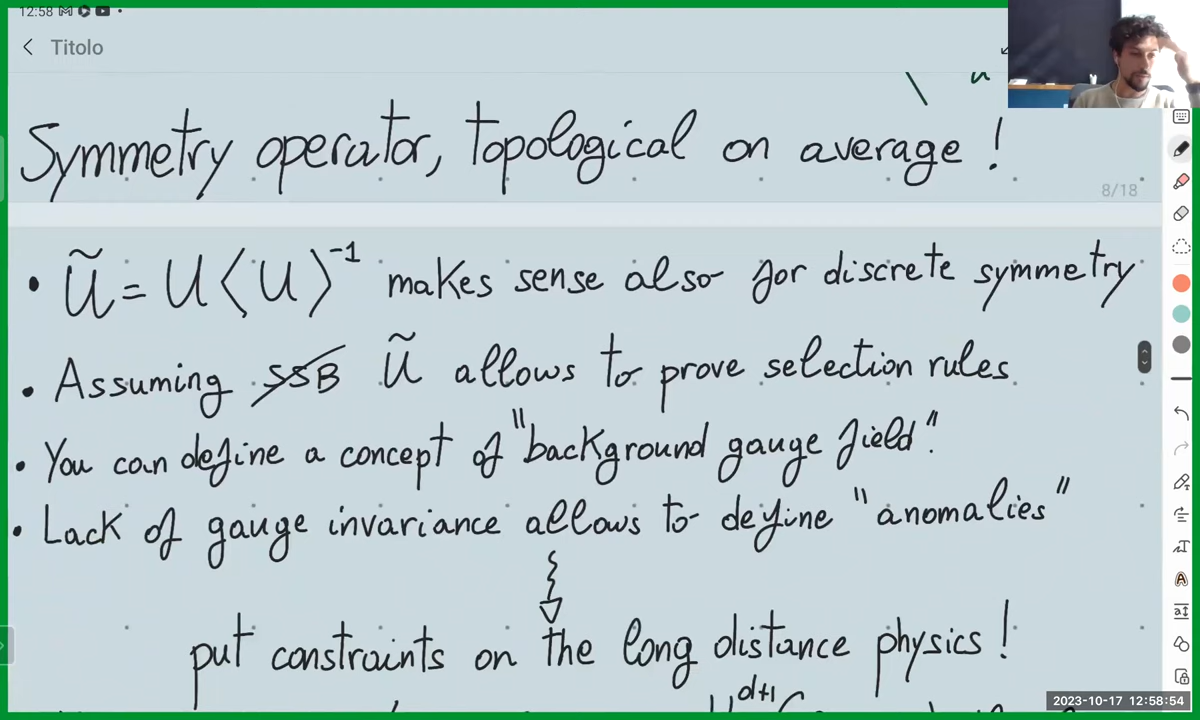 12:58
Titolo
u
Symmetry operator, topological on average !
8/18
• Ũ = U⟨U⟩⁻¹ makes sense also for discrete symmetry
• Assuming SSB Ũ allows to prove selection rules.
• You can define a concept of "background gauge field".
• Lack of gauge invariance allows to define "anomalies"
put constraints on the long distance physics !
d+1
2023-10-17 12:58:54